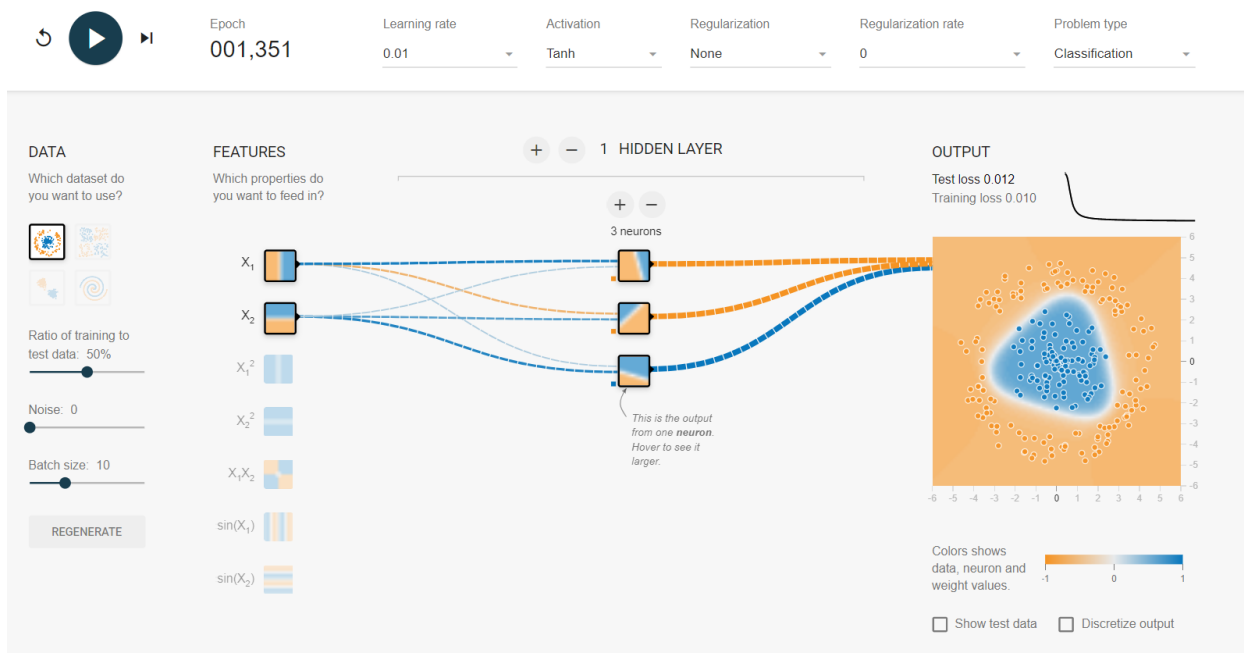 Epoch
001,351
Learning rate
0.01
Activation
Tanh
Regularization
None
Regularization rate
0
Problem type
Classification
DATA
Which dataset do
you want to use?
Ratio of training to
test data: 50%
Noise: 0
Batch size: 10
REGENERATE
FEATURES
Which properties do
you want to feed in?
X₁
X₂
X₁²
X₂²
X₁X₂
sin(X₁)
sin(X₂)
+ − 1 HIDDEN LAYER
+ −
3 neurons
This is the output
from one neuron.
Hover to see it
larger.
OUTPUT
Test loss 0.012
Training loss 0.010
6
5
4
3
2
1
0
-1
-2
-3
-4
-5
-6
-6 -5 -4 -3 -2 -1 0 1 2 3 4 5 6
Colors shows
data, neuron and
weight values.
-1 0 1
Show test data
Discretize output